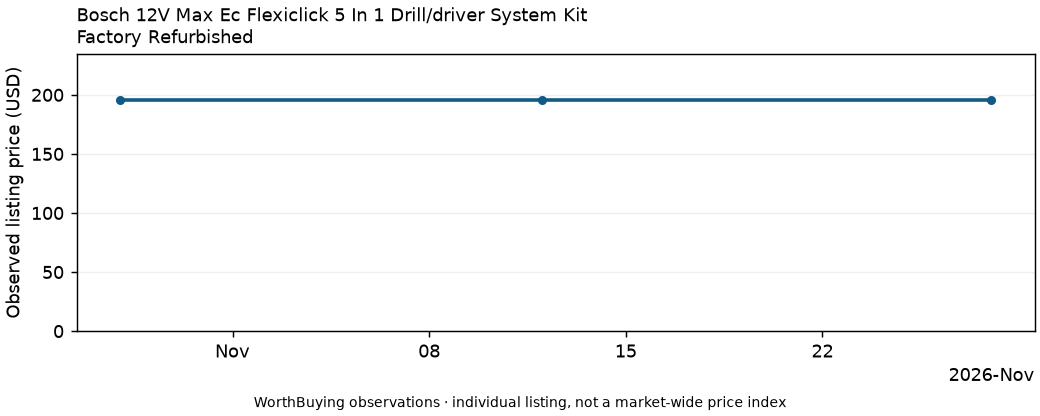 Bosch 12V Max Ec Flexiclick 5 In 1 Drill/driver System Kit
Factory Refurbished
Observed listing price (USD)
200
150
100
50
0
Nov 08 15 22
2026-Nov
WorthBuying observations · individual listing, not a market-wide price index